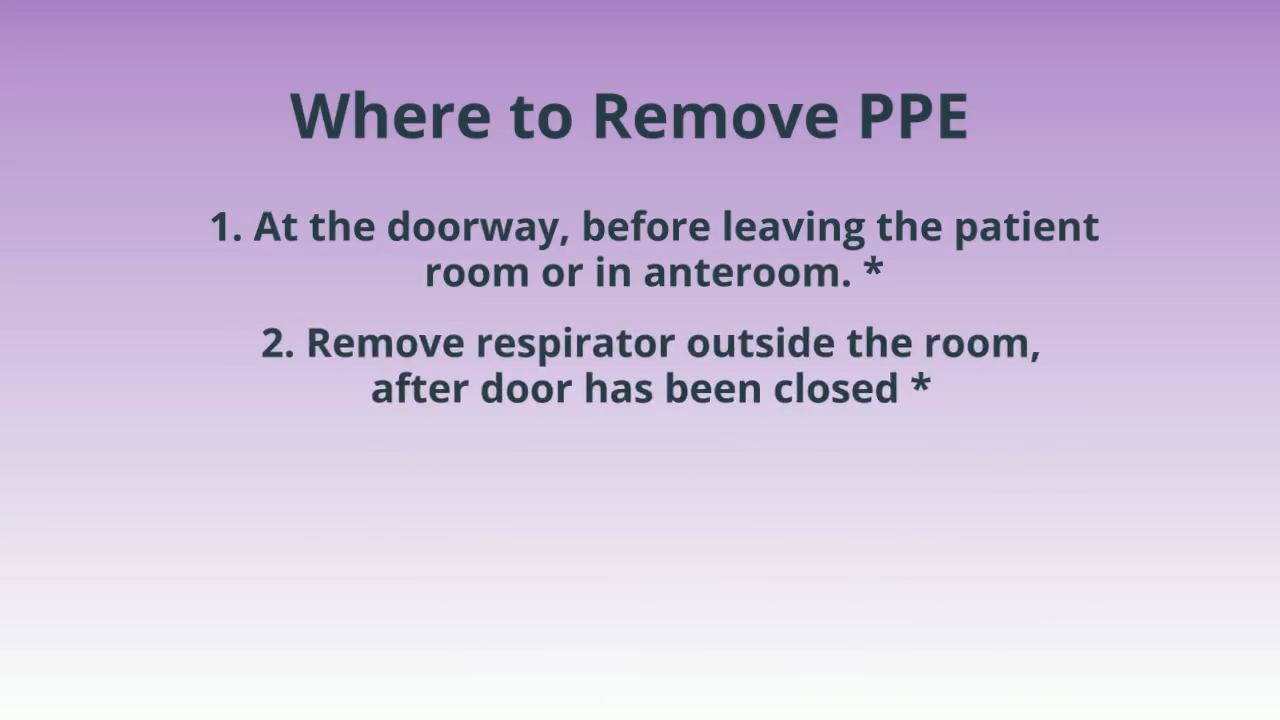 Where to Remove PPE
1. At the doorway, before leaving the patient
room or in anteroom. *
2. Remove respirator outside the room,
after door has been closed *